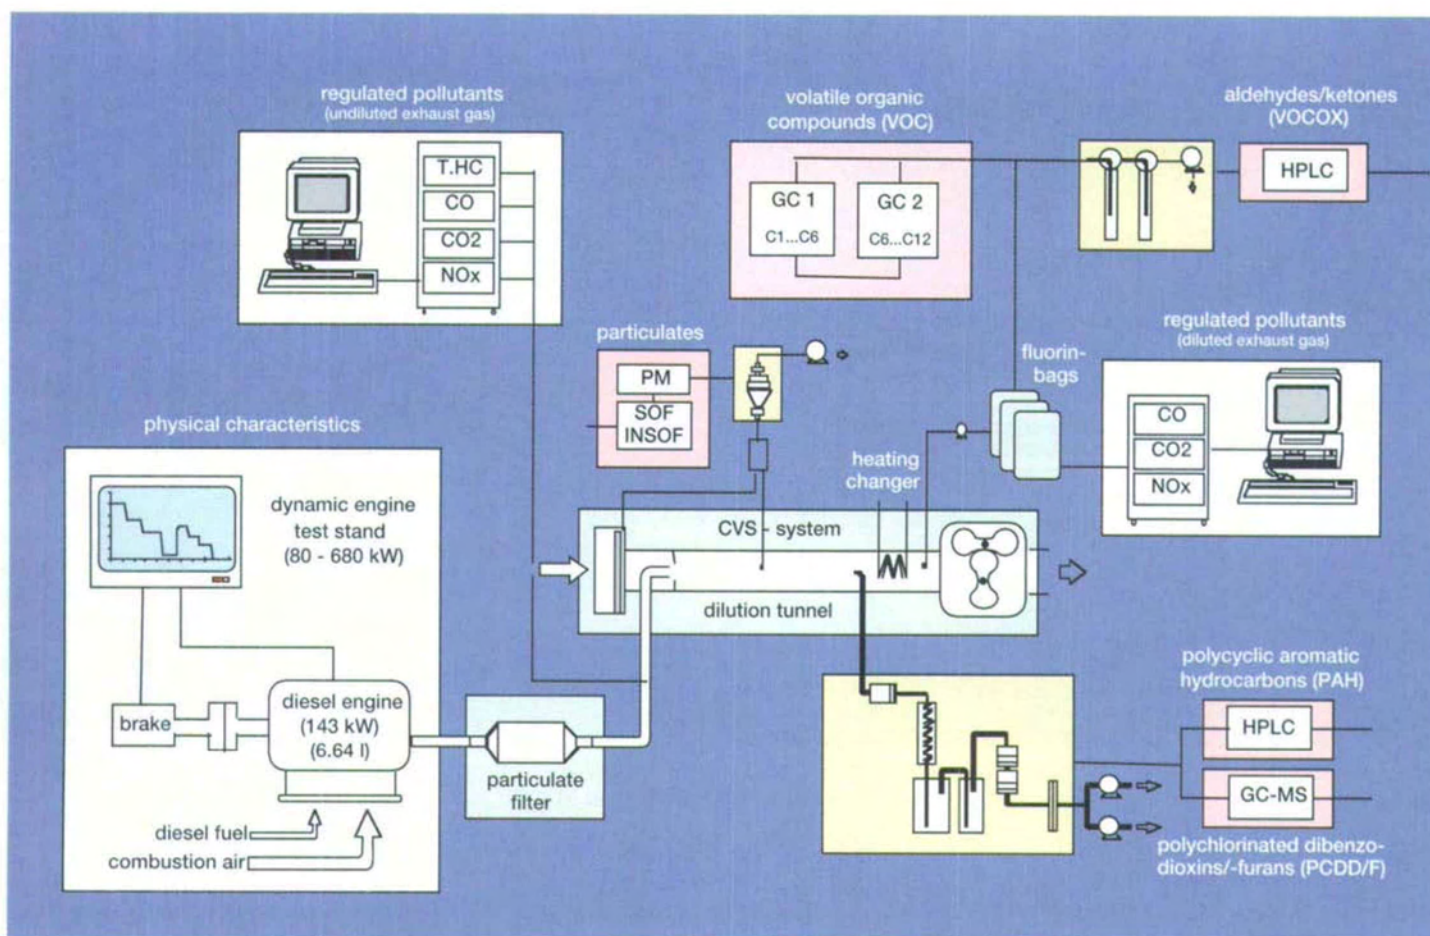 regulated pollutants
(undiluted exhaust gas)
T.HC
CO
CO2
NOx
volatile organic
compounds (VOC)
GC 1
C1...C6
GC 2
C6...C12
aldehydes/ketones
(VOCOX)
HPLC
particulates
PM
SOF
INSOF
fluorin-
bags
regulated pollutants
(diluted exhaust gas)
CO
CO2
NOx
physical characteristics
dynamic engine
test stand
(80 - 680 kW)
brake
diesel engine
(143 kW)
(6.64 l)
diesel fuel
combustion air
particulate
filter
heating
changer
CVS - system
dilution tunnel
polycyclic aromatic
hydrocarbons (PAH)
HPLC
GC-MS
polychlorinated dibenzo-
dioxins/-furans (PCDD/F)